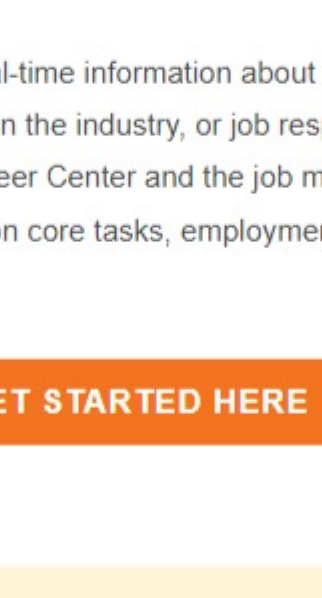 l-time information about
n the industry, or job res
eer Center and the job m
on core tasks, employme
ET STARTED HERE